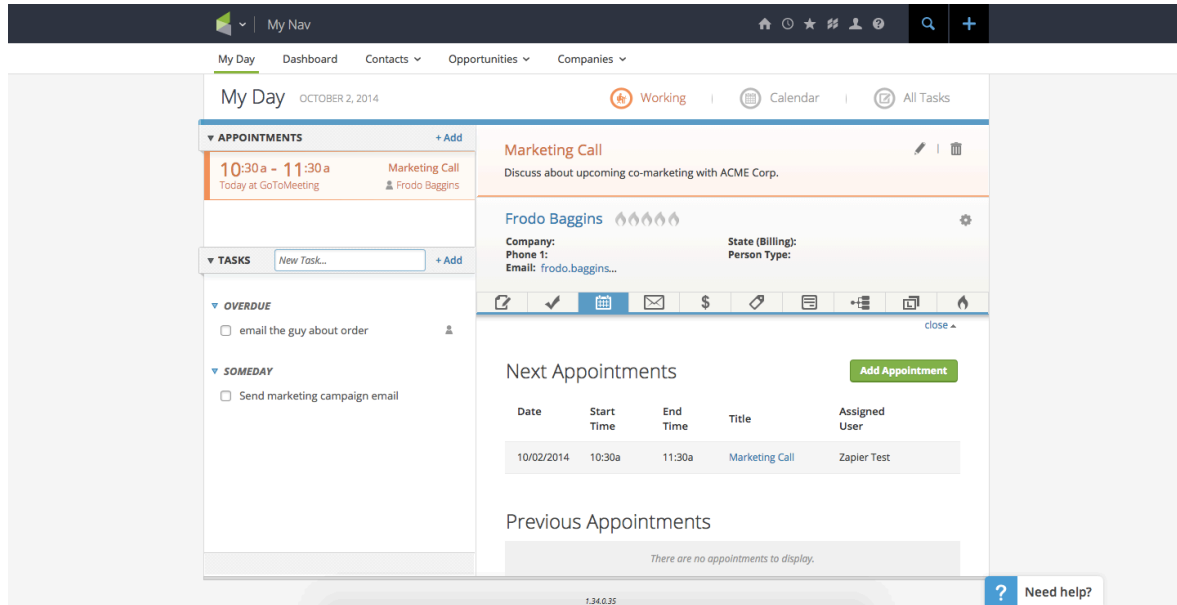 My Nav
My Day Dashboard Contacts Opportunities Companies
My Day OCTOBER 2, 2014
Working Calendar All Tasks
APPOINTMENTS + Add
10:30 a - 11:30 a Marketing Call
Today at GoToMeeting Frodo Baggins
TASKS New Task... + Add
OVERDUE
email the guy about order
SOMEDAY
Send marketing campaign email
Marketing Call
Discuss about upcoming co-marketing with ACME Corp.
Frodo Baggins
Company: State (Billing):
Phone 1: Person Type:
Email: frodo.baggins...
close
Next Appointments Add Appointment
Date Start Time End Time Title Assigned User
10/02/2014 10:30a 11:30a Marketing Call Zapier Test
Previous Appointments
There are no appointments to display.
? Need help?
1.34.0.35